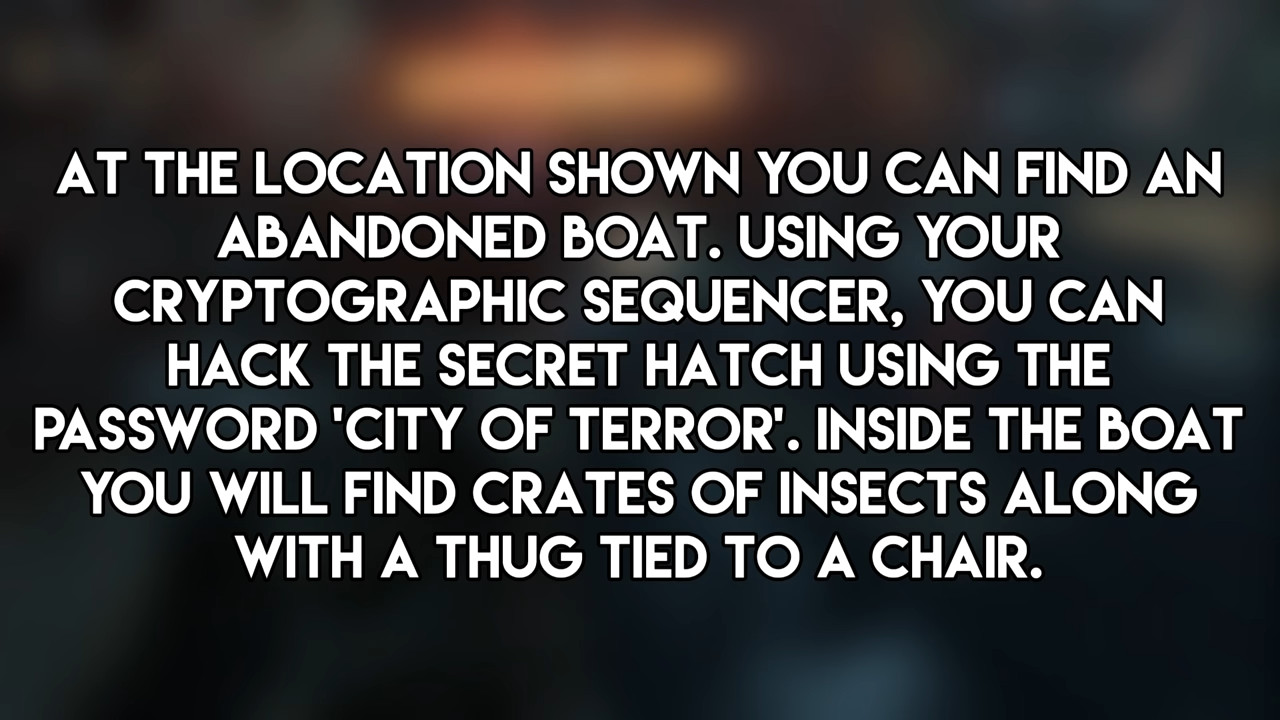 AT THE LOCATION SHOWN YOU CAN FIND AN
ABANDONED BOAT. USING YOUR
CRYPTOGRAPHIC SEQUENCER, YOU CAN
HACK THE SECRET HATCH USING THE
PASSWORD 'CITY OF TERROR'. INSIDE THE BOAT
YOU WILL FIND CRATES OF INSECTS ALONG
WITH A THUG TIED TO A CHAIR.